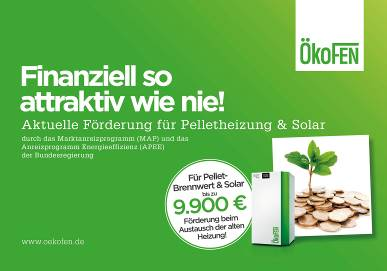 ÖKOFEN
Finanziell so
attraktiv wie nie!
Aktuelle Förderung für Pelletheizung & Solar
durch das Marktanreizprogramm (MAP) und das
Anreizprogramm Energieeffizienz (APEE)
der Bundesregierung
Für Pellet-
Brennwert & Solar
bis zu
9.900 €
Förderung beim
Austausch der alten
Heizung!
ÖKOFEN
www.oekofen.de